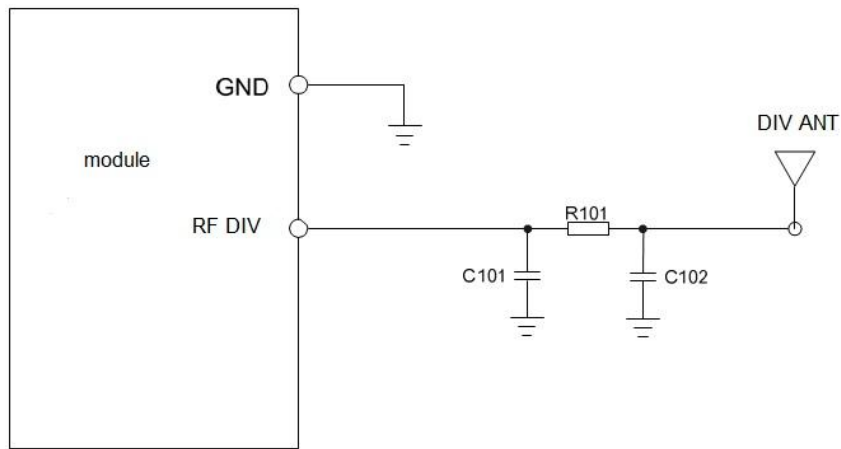 GND
DIV ANT
module
R101
RF DIV
C101
C102